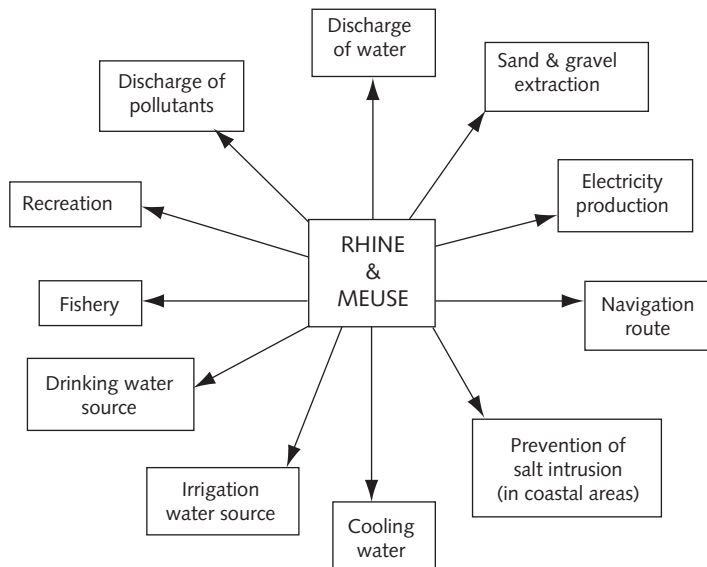 Discharge
of water
Sand & gravel
extraction
Discharge of
pollutants
Electricity
production
Recreation
RHINE
&
MEUSE
Fishery
Navigation
route
Drinking water
source
Prevention of
salt intrusion
(in coastal areas)
Irrigation
water source
Cooling
water